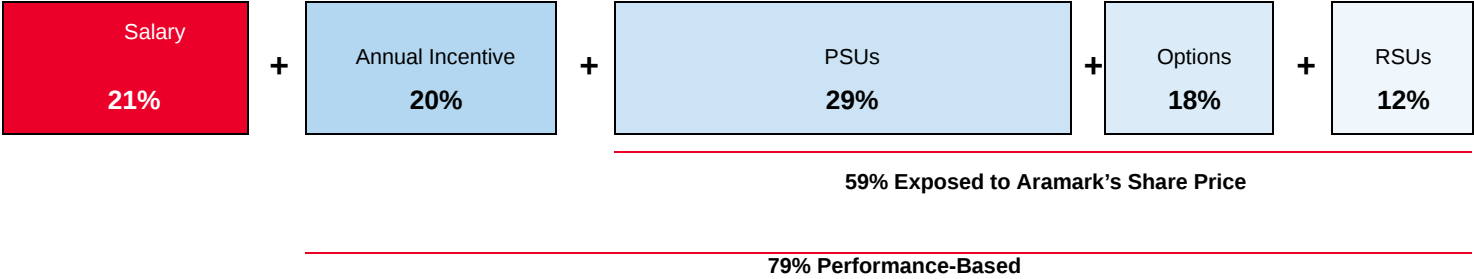 Salary
21%
+
Annual Incentive
20%
+
PSUs
29%
+
Options
18%
+
RSUs
12%
59% Exposed to Aramark’s Share Price
79% Performance-Based